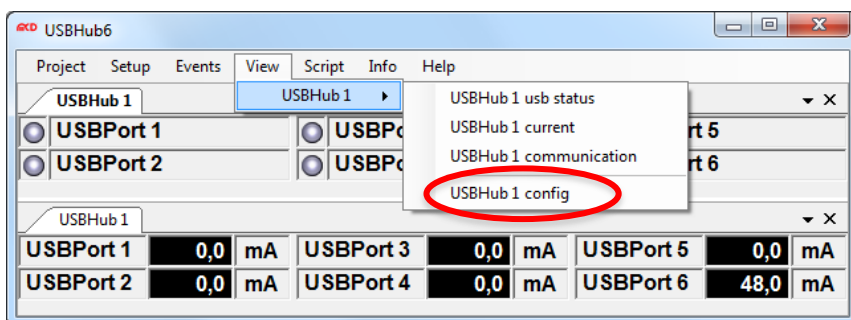 GKD USBHub6
Project Setup Events View Script Info Help
USBHub 1
USBHub 1
USBHub 1 usb status
USBHub 1 current
USBHub 1 communication
USBHub 1 config
USBPort 1 USBPo rt 5
USBPort 2 USBPo rt 6
USBHub 1
USBPort 1 0,0 mA USBPort 3 0,0 mA USBPort 5 0,0 mA
USBPort 2 0,0 mA USBPort 4 0,0 mA USBPort 6 48,0 mA